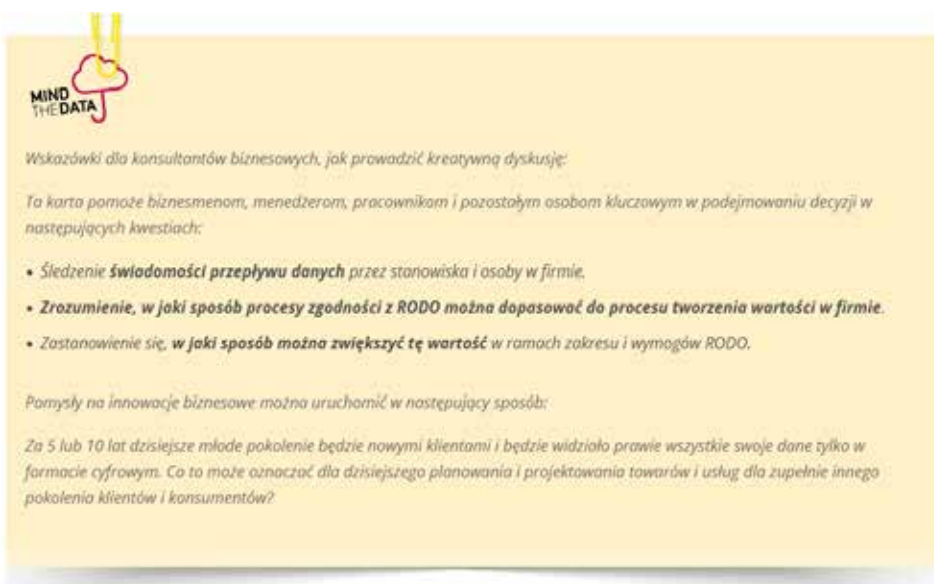 MIND
THE DATA
Wskazówki dla konsultantów biznesowych, jak prowadzić kreatywną dyskusję:
Ta karta pomoże biznesmenom, menedżerom, pracownikom i pozostałym osobom kluczowym w podejmowaniu decyzji w
następujących kwestiach:
• Śledzenie świadomości przepływu danych przez stanowiska i osoby w firmie.
• Zrozumienie, w jaki sposób procesy zgodności z RODO można dopasować do procesu tworzenia wartości w firmie.
• Zastanowienie się, w jaki sposób można zwiększyć tę wartość w ramach zakresu i wymogów RODO.
Pomysły na innowacje biznesowe można uruchomić w następujący sposób:
Za 5 lub 10 lat dzisiejsze młode pokolenie będzie nowymi klientami i będzie widziało prawie wszystkie swoje dane tylko w
formacie cyfrowym. Co to może oznaczać dla dzisiejszego planowania i projektowania towarów i usług dla zupełnie innego
pokolenia klientów i konsumentów?